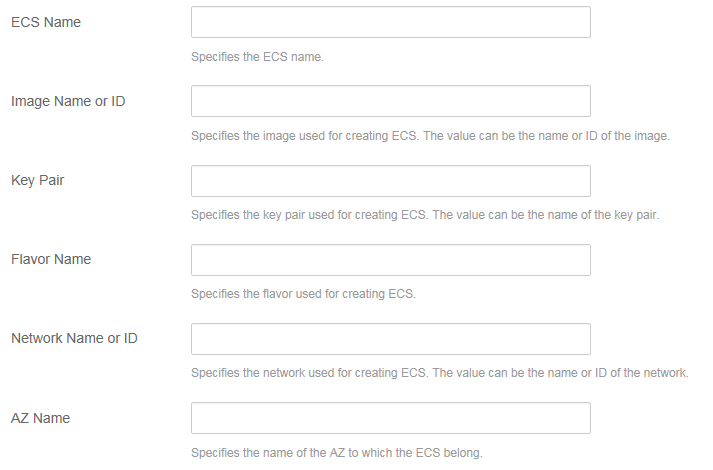 ECS Name
Specifies the ECS name.
Image Name or ID
Specifies the image used for creating ECS. The value can be the name or ID of the image.
Key Pair
Specifies the key pair used for creating ECS. The value can be the name of the key pair.
Flavor Name
Specifies the flavor used for creating ECS.
Network Name or ID
Specifies the network used for creating ECS. The value can be the name or ID of the network.
AZ Name
Specifies the name of the AZ to which the ECS belong.